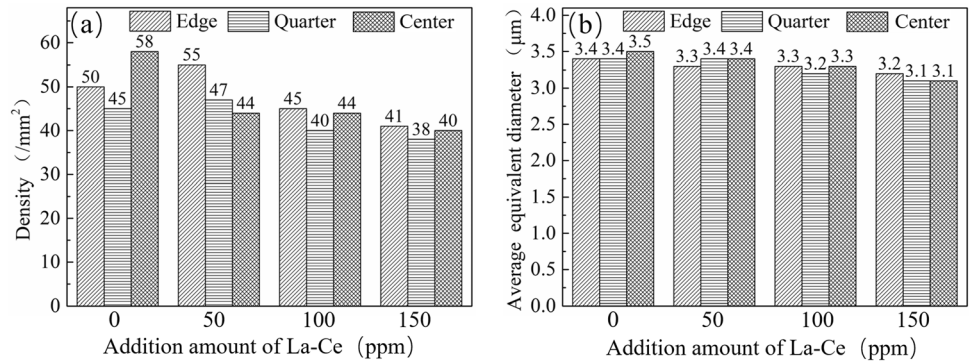 (a)
Edge Quarter Center
60
50
40
30
20
10
0
Density (/mm²)
50 45 58
55 47 44
45 40 44
41 38 40
0 50 100 150
Addition amount of La-Ce (ppm)
(b)
Edge Quarter Center
4.0
3.5
3.0
2.5
2.0
1.5
1.0
0.5
0.0
Average equivalent diameter (μm)
3.4 3.4 3.5
3.3 3.4 3.4
3.3 3.2 3.3
3.2 3.1 3.1
0 50 100 150
Addition amount of La-Ce (ppm)